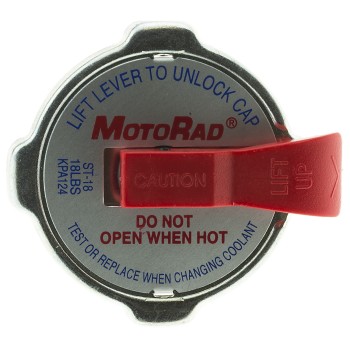 LIFT LEVER TO UNLOCK CAP
MOTORAD®
ST-18
18LBS
KPA124
CAUTION
LIFT
UP
DO NOT
OPEN WHEN HOT
TEST OR REPLACE WHEN CHANGING COOLANT